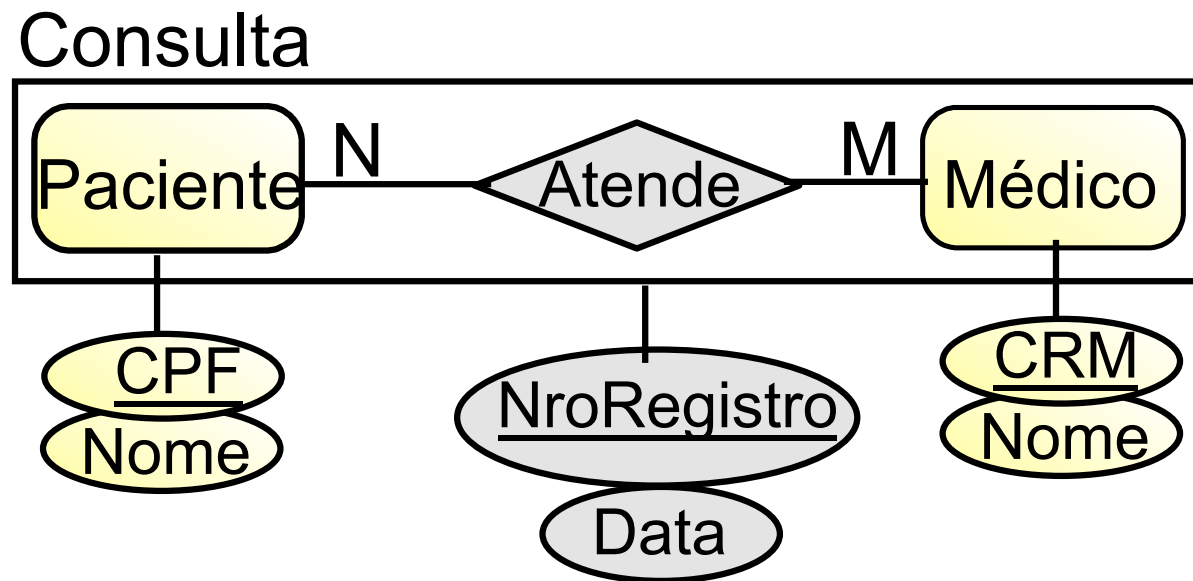 Consulta
Paciente N Atende M Médico
CPF
Nome
NroRegistro
Data
CRM
Nome